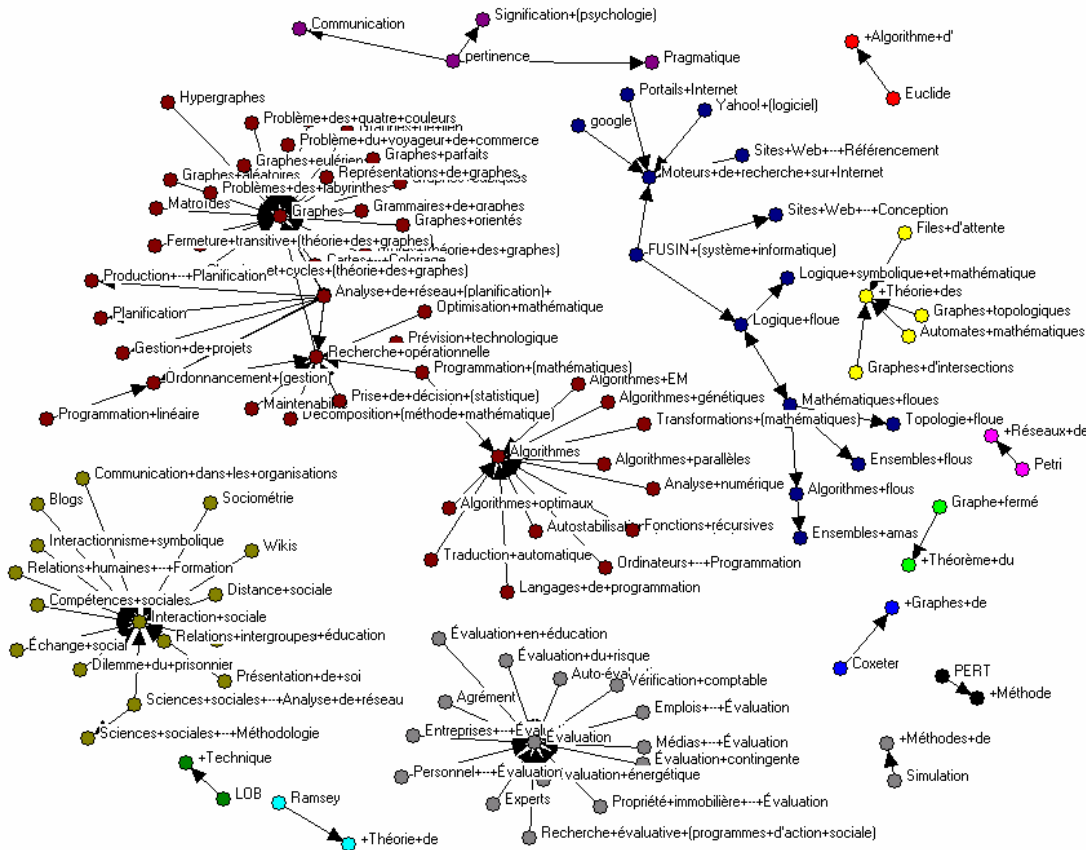 Communication
Signification+(psychologie)
pertinence
Pragmatique
+Algorithme+d'
Euclide
Portails+Internet
Yahoo!+(logiciel)
google
Sites+Web+---+Référencement
Moteurs+de+recherche+sur+Internet
Hypergraphes
Problème+des+quatre+couleurs
Problème+du+voyageur+de+commerce
Graphes+parfaits
Représentations+de+graphes
Problèmes+des+labyrinthes
Matroïdes
Grammaires+de+graphes
Graphes
Graphes+orientés
Fermeture+transitive+(théorie+des+graphes)
et+cycles+(théorie+des+graphes)
Production+---+Planification
Analyse+de+réseau+(planification)+
Planification
Optimisation+mathématique
Prévision+technologique
Gestion+de+projets
Recherche+opérationnelle
Ordonnancement+(gestion)
Programmation+(mathématiques)
Prise+de+décision+(statistique)
Programmation+linéaire
Décomposition+(méthode+mathématique)
Sites+Web+---+Conception
FUSIN+(système+informatique)
Files+d'attente
Logique+symbolique+et+mathématique
+Théorie+des
Logique+floue
Graphes+topologiques
Automates+mathématiques
Graphes+d'intersections
Mathématiques+floues
Topologie+floue
Ensembles+flous
Algorithmes+flous
Ensembles+amas
+Réseaux+de
Petri
Graphe+fermé
+Théorème+du
Algorithmes+EM
Algorithmes+génétiques
Transformations+(mathématiques)
Algorithmes
Algorithmes+parallèles
Analyse+numérique
Algorithmes+optimaux
Fonctions+récursives
Traduction+automatique
Ordinateurs+---+Programmation
Langages+de+programmation
Communication+dans+les+organisations
Blogs
Sociométrie
Interactionnisme+symbolique
Wikis
Relations+humaines+---+Formation
Distance+sociale
Compétences+sociales
Interaction+sociale
Relations+intergroupes+éducation
Échange+social
Dilemme+du+prisonnier
Présentation+de+soi
Sciences+sociales+---+Analyse+de+réseau
Sciences+sociales+---+Méthodologie
+Graphes+de
Coxeter
PERT
+Méthode
+Méthodes+de
Simulation
Évaluation+en+éducation
Évaluation+du+risque
Vérification+comptable
Agrément
Emplois+---+Évaluation
Évaluation
Médias+---+Évaluation
Évaluation+contingente
Personnel+---+Évaluation
Évaluation+énergétique
Experts
Propriété+immobilière+---+Évaluation
Recherche+évaluative+(programmes+d'action+sociale)
+Technique
LOB
Ramsey
+Théorie+de